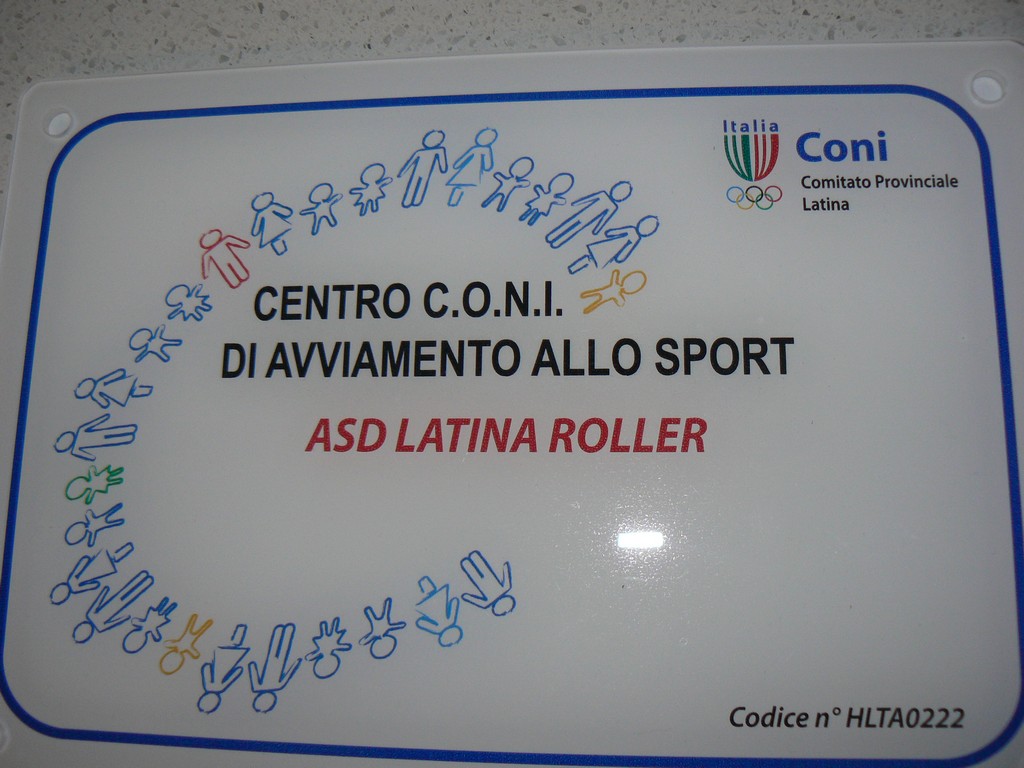 Italia
Coni
Comitato Provinciale
Latina
CENTRO C.O.N.I.
DI AVVIAMENTO ALLO SPORT
ASD LATINA ROLLER
Codice n° HLTA0222